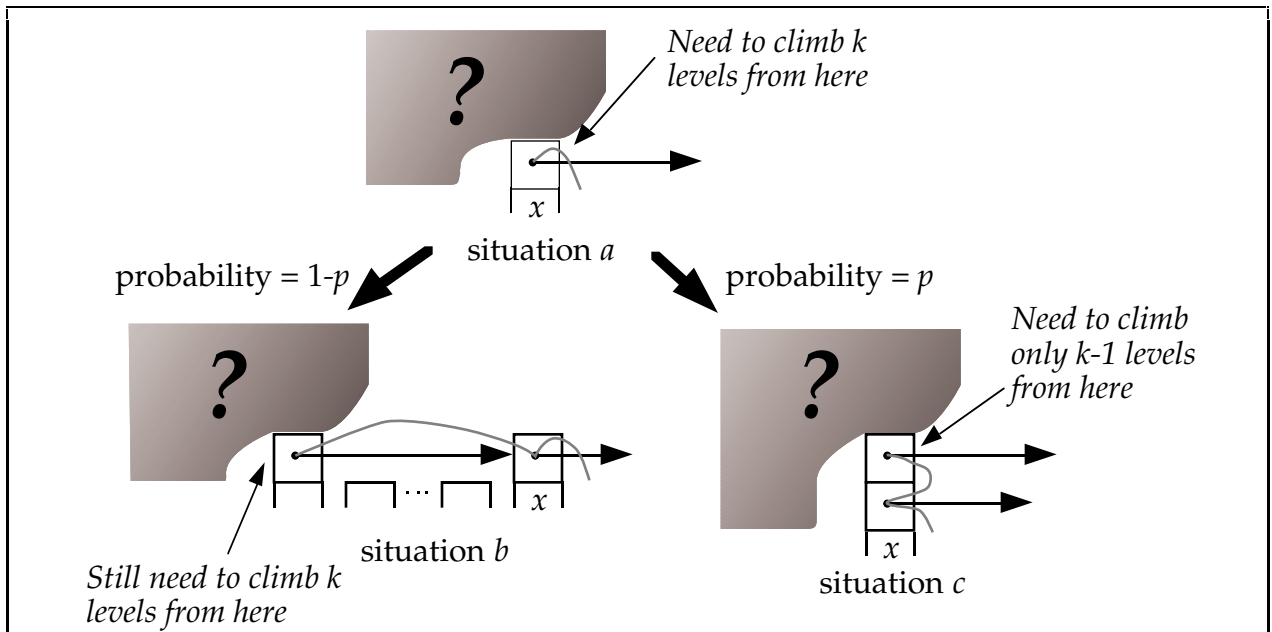 ?
Need to climb k
levels from here
x
situation a
probability = 1-p
probability = p
?
Still need to climb k
levels from here
...
x
situation b
?
Need to climb
only k-1 levels
from here
x
situation c